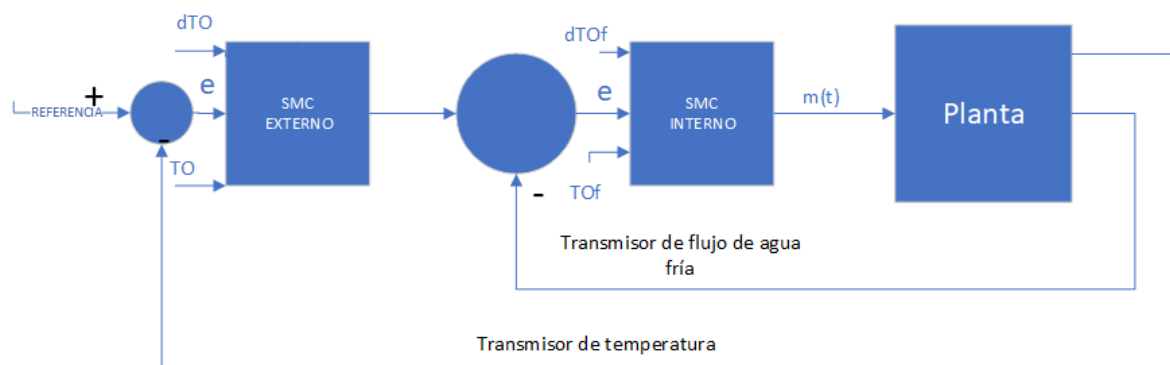 dTO
dTOf
+
e
e
SMC
EXTERNO
SMC
INTERNO
m(t)
Planta
REFERENCIA
-
TO
-
TOf
Transmisor de flujo de agua
fría
Transmisor de temperatura